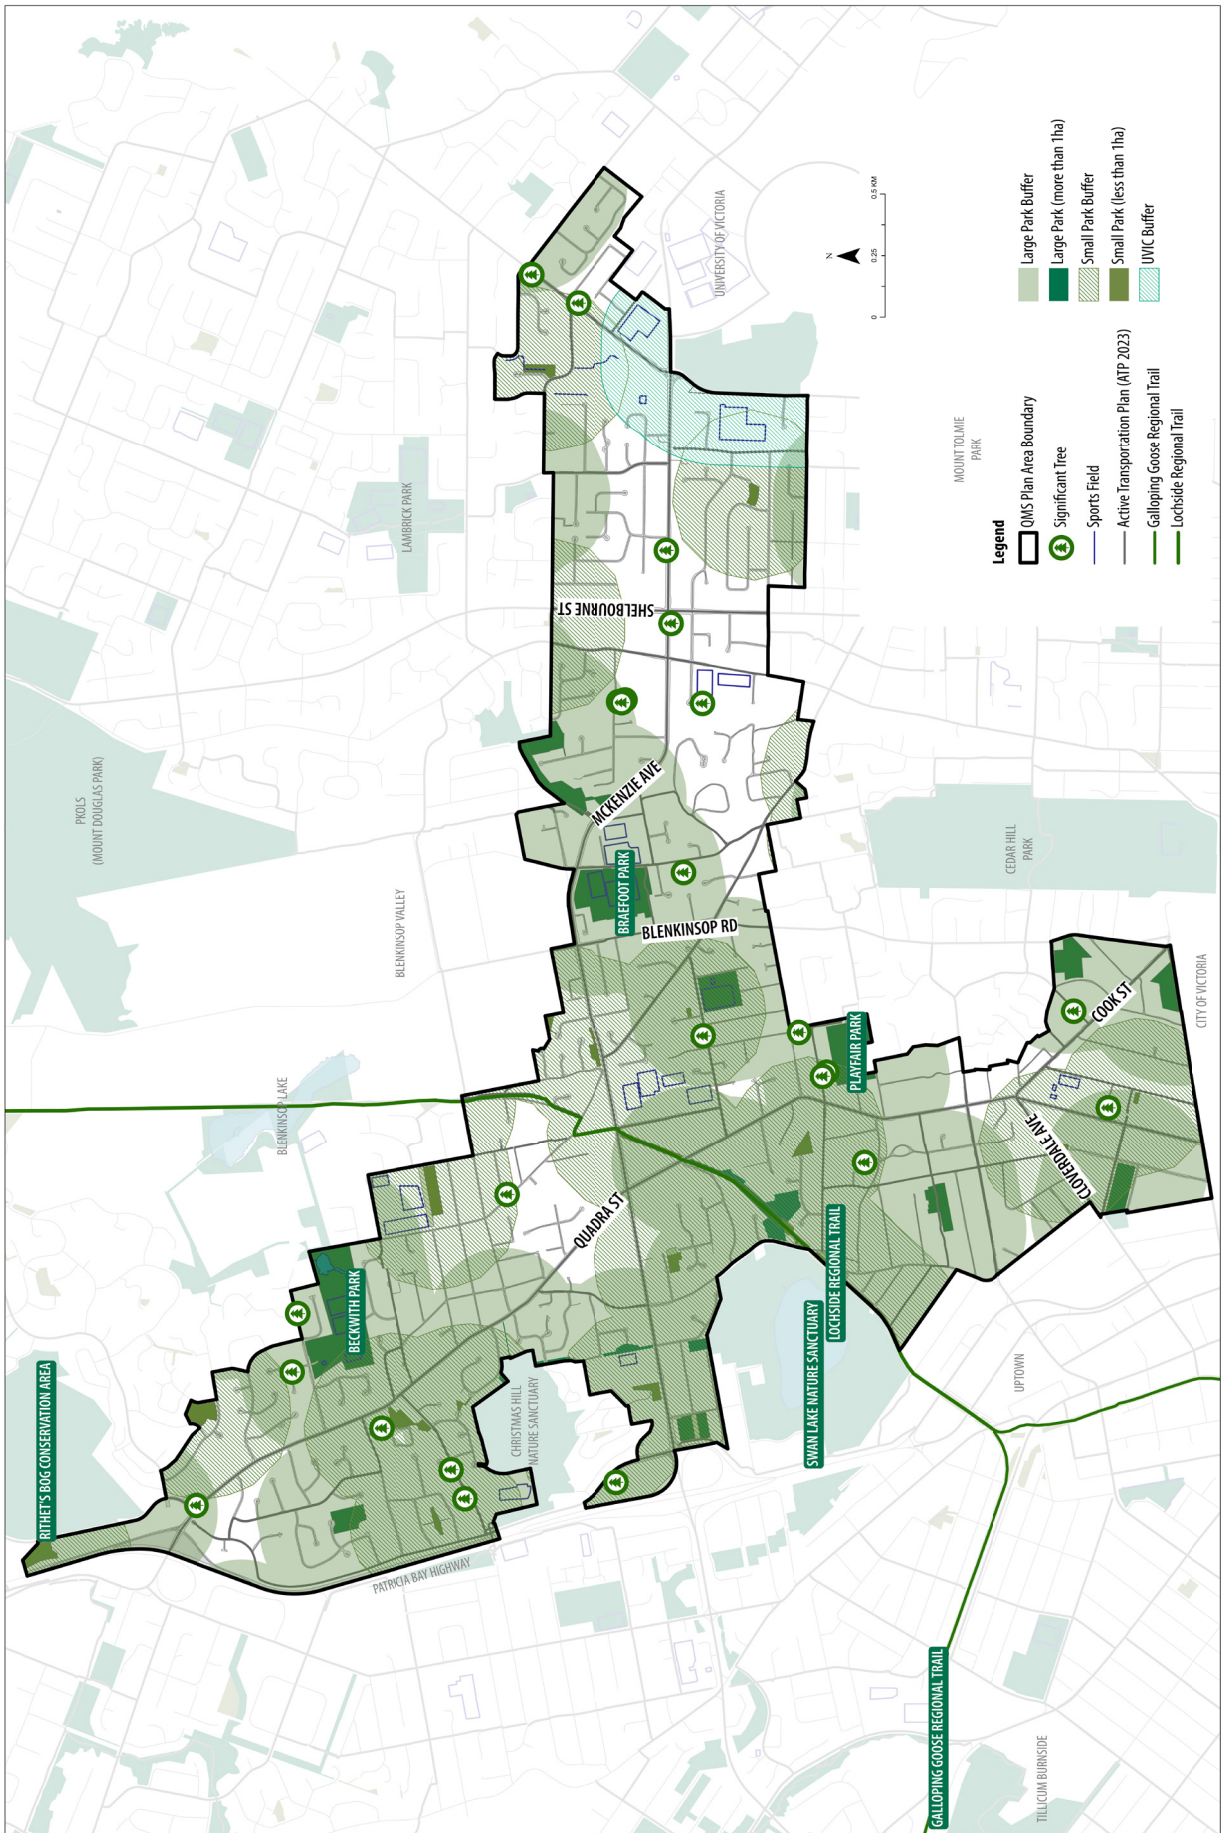 RITHET'S BOG CONSERVATION AREA
PKOLS
(MOUNT DOUGLAS PARK)
LAMBRICK PARK
BLENKINSOP VALLEY
BLENKINSOP LAKE
BECKWITH PARK
PATRICIA BAY HIGHWAY
CHRISTMAS HILL
NATURE SANCTUARY
QUADRA ST
BRAEFOOT PARK
BLENKINSOP RD
MCKENZIE AVE
SHELBOURNE ST
UNIVERSITY OF VICTORIA
SWAN LAKE NATURE SANCTUARY
LOCHSIDE REGIONAL TRAIL
PLAYFAIR PARK
MOUNT TOLMIE
PARK
CEDAR HILL
PARK
UPTOWN
CLOVERDALE AVE
COOK ST
CITY OF VICTORIA
GALLOPING GOOSE REGIONAL TRAIL
TILLICUM BURNSIDE
N
0
0.25
0.5 KM
Legend
QMS Plan Area Boundary
Significant Tree
Sports Field
Active Transportation Plan (ATP 2023)
Galloping Goose Regional Trail
Lochside Regional Trail
Large Park Buffer
Large Park (more than 1ha)
Small Park Buffer
Small Park (less than 1ha)
UVIC Buffer